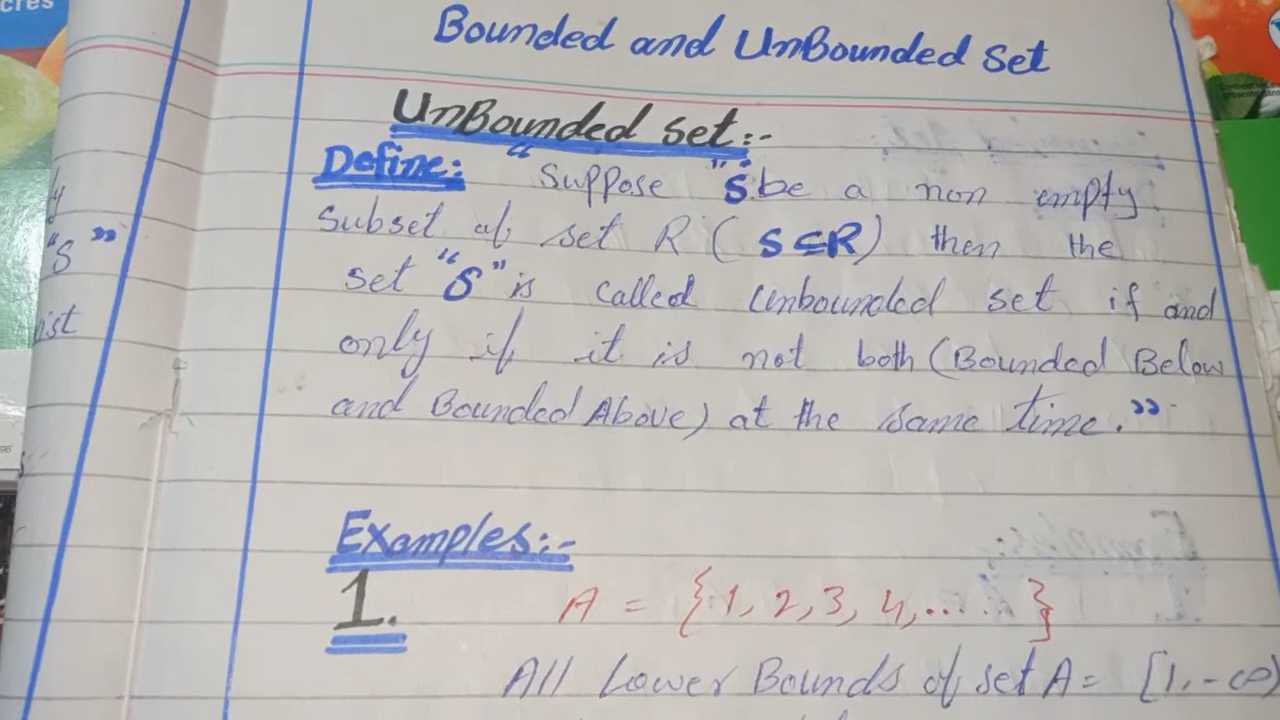 cres
Bounded and UnBounded Set
UnBounded set:-
Define: "Suppose "S" be a non empty
Subset of set R (S⊆R) then the
set "S" is called unbounded set if and
only if it is not both (Bounded Below
and Bounded Above) at the same time."
Examples:-
1. A = {1, 2, 3, 4, ..... }
All Lower Bounds of set A = [1, -∞)
"S"